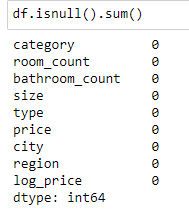 df.isnull().sum()
category 0
room_count 0
bathroom_count 0
size 0
type 0
price 0
city 0
region 0
log_price 0
dtype: int64